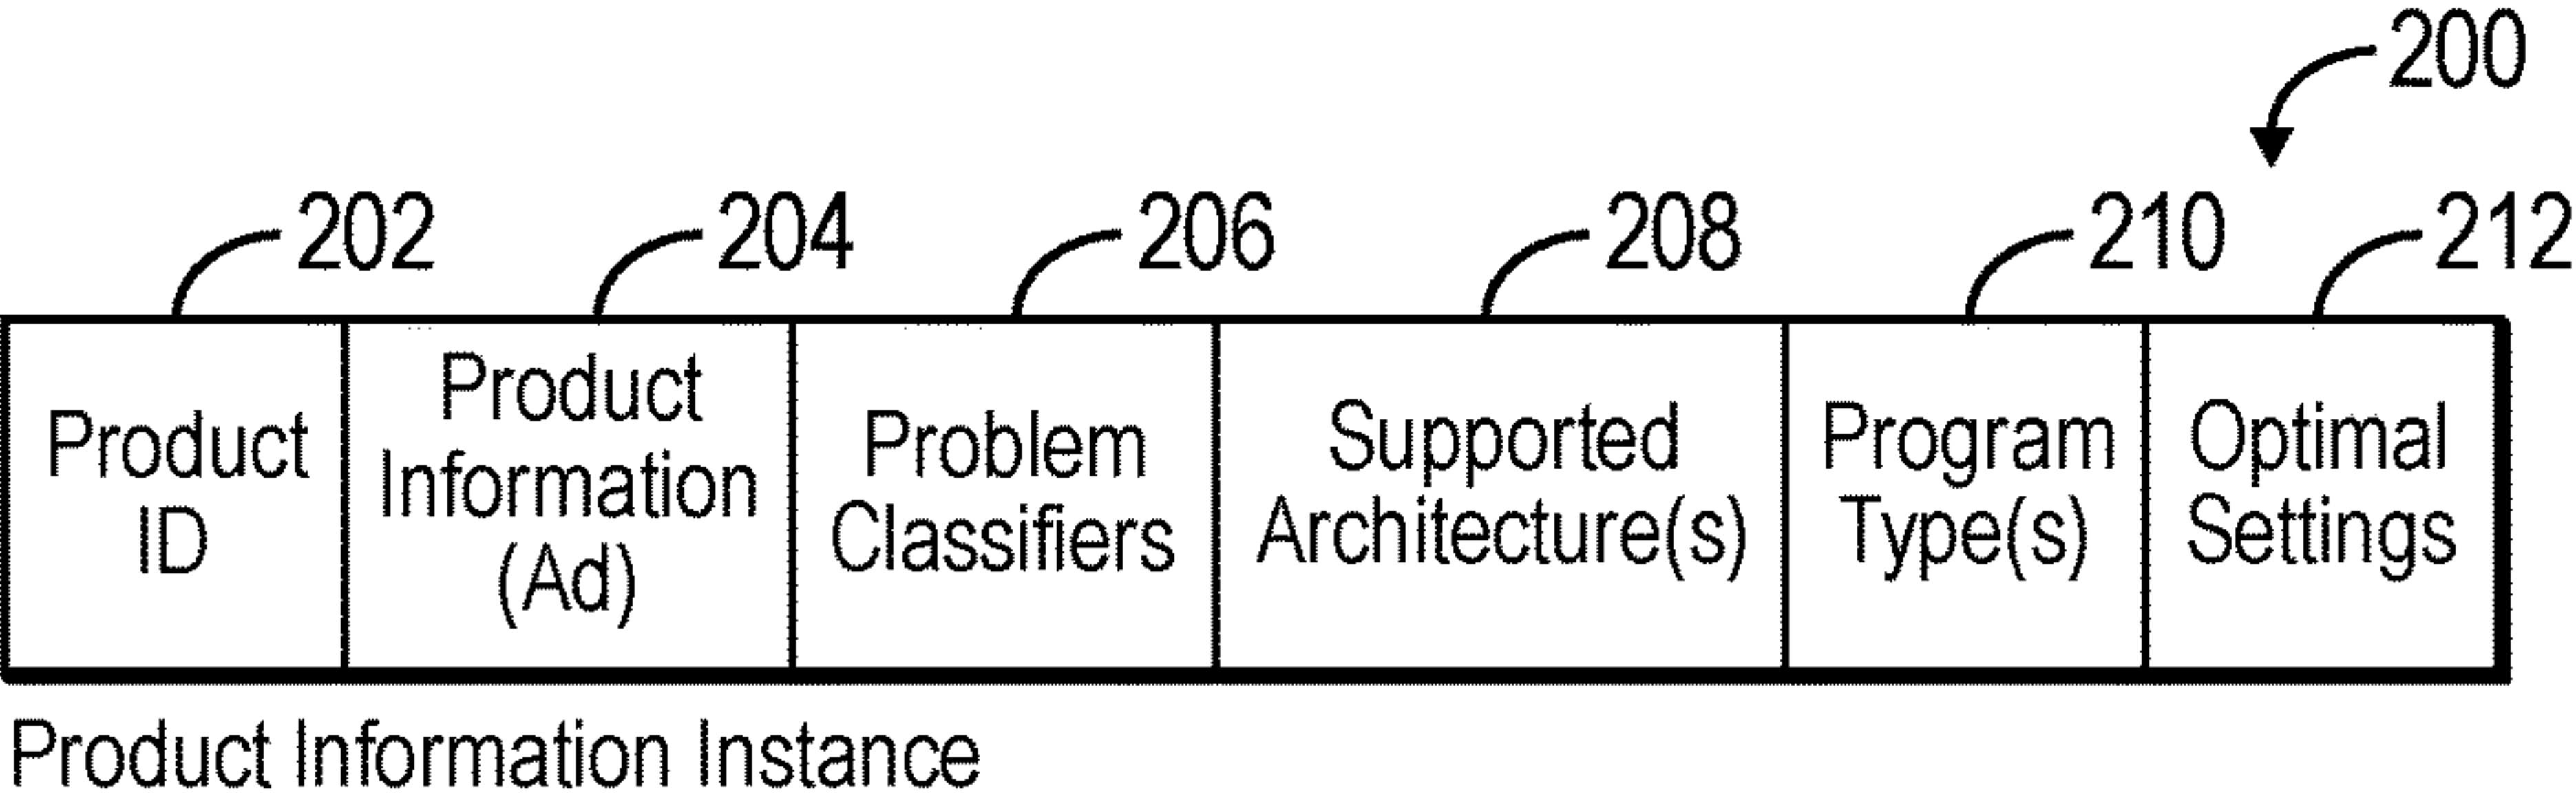 200
202
204
206
208
210
212
Product
ID
Product
Information
(Ad)
Problem
Classifiers
Supported
Architecture(s)
Program
Type(s)
Optimal
Settings
Product Information Instance